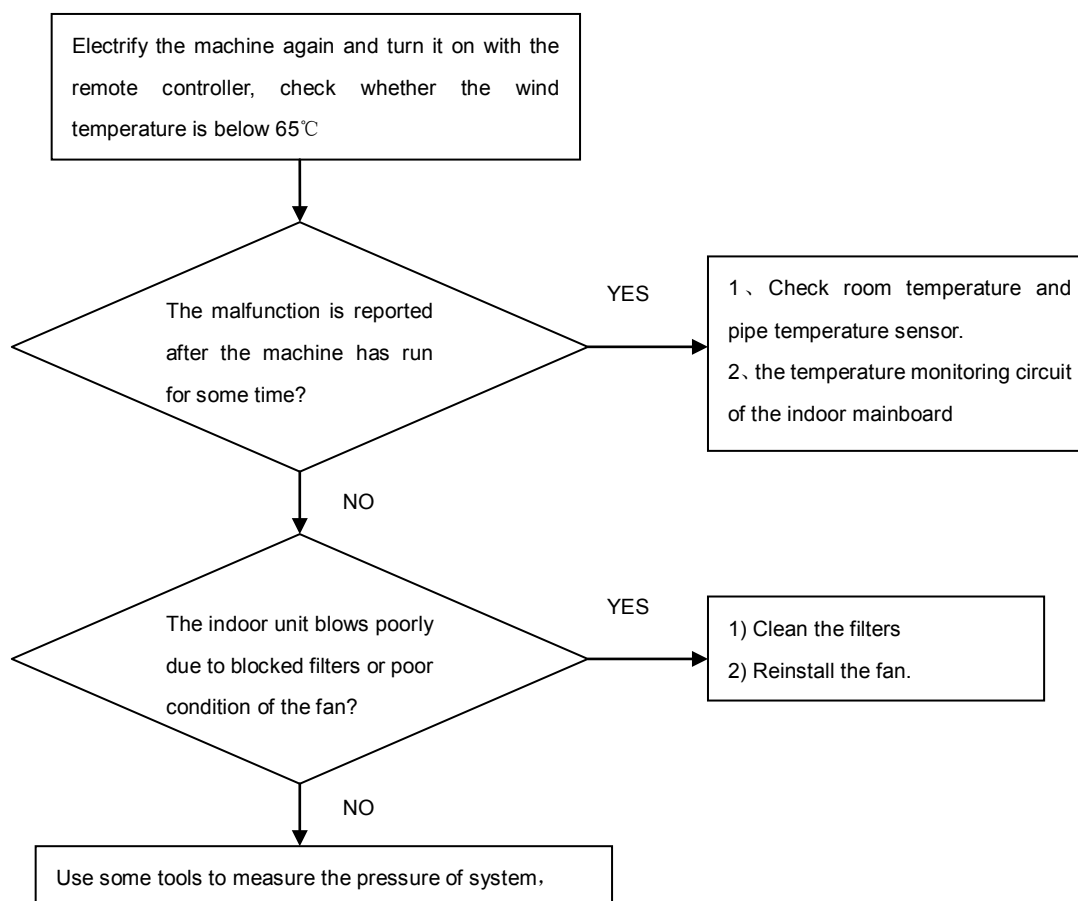 Electrify the machine again and turn it on with the
remote controller, check whether the wind
temperature is below 65℃
The malfunction is reported
after the machine has run
for some time?
YES
1、Check room temperature and
pipe temperature sensor.
2、the temperature monitoring circuit
of the indoor mainboard
NO
The indoor unit blows poorly
due to blocked filters or poor
condition of the fan?
YES
1) Clean the filters
2) Reinstall the fan.
NO
Use some tools to measure the pressure of system，